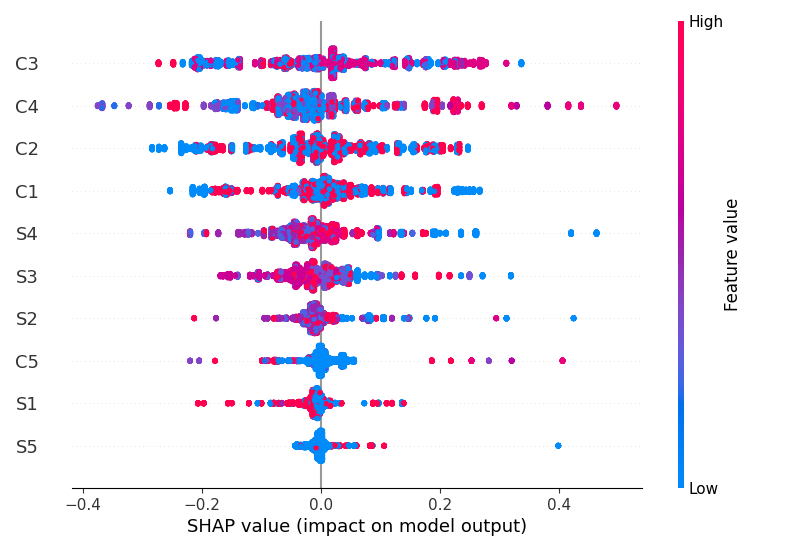 High
C3
C4
C2
C1
S4
S3
S2
C5
S1
S5
Feature value
Low
−0.4 −0.2 0.0 0.2 0.4
SHAP value (impact on model output)